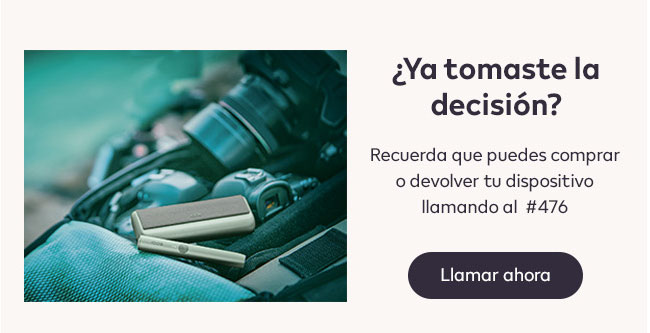 ¿Ya tomaste la
decisión?
Recuerda que puedes comprar
o devolver tu dispositivo
llamando al #476
Llamar ahora